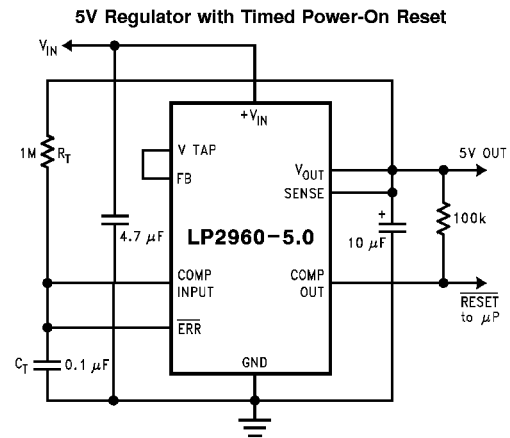 5V Regulator with Timed Power-On Reset
VIN
+VIN
1M
RT
V TAP
FB
VOUT
SENSE
5V OUT
4.7 µF
LP2960-5.0
+
10 µF
100k
COMP
INPUT
COMP
OUT
RESET
to µP
ERR
CT
0.1 µF
GND